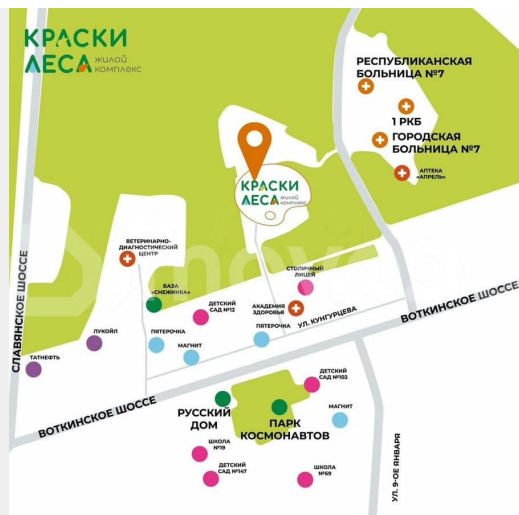 КРАСКИ
ЛЕСА жилой
комплекс
РЕСПУБЛИКАНСКАЯ
БОЛЬНИЦА №7
1 РКБ
ГОРОДСКАЯ
БОЛЬНИЦА №7
АПТЕКА
«АПРЕЛЬ»
КРАСКИ
ЛЕСА жилой
комплекс
ВЕТЕРИНАРНО-
ДИАГНОСТИЧЕСКИЙ
ЦЕНТР
СТОЛИЧНЫЙ
ЛИЦЕЙ
БАЗА
«СНЕЖИНКА»
ДЕТСКИЙ
САД №12
АКАДЕМИЯ
ЗДОРОВЬЯ
УЛ. КУНГУРЦЕВА
ВОТКИНСКОЕ ШОССЕ
СЛАВЯНСКОЕ ШОССЕ
ЛУКОЙЛ
ПЯТЕРОЧКА
ПЯТЕРОЧКА
МАГНИТ
ТАТНЕФТЬ
ДЕТСКИЙ
САД №102
ВОТКИНСКОЕ ШОССЕ
РУССКИЙ
ДОМ
ПАРК
КОСМОНАВТОВ
МАГНИТ
ШКОЛА
№19
ДЕТСКИЙ
САД №147
ШКОЛА
№69
УЛ. 9-ОЕ ЯНВАРЯ